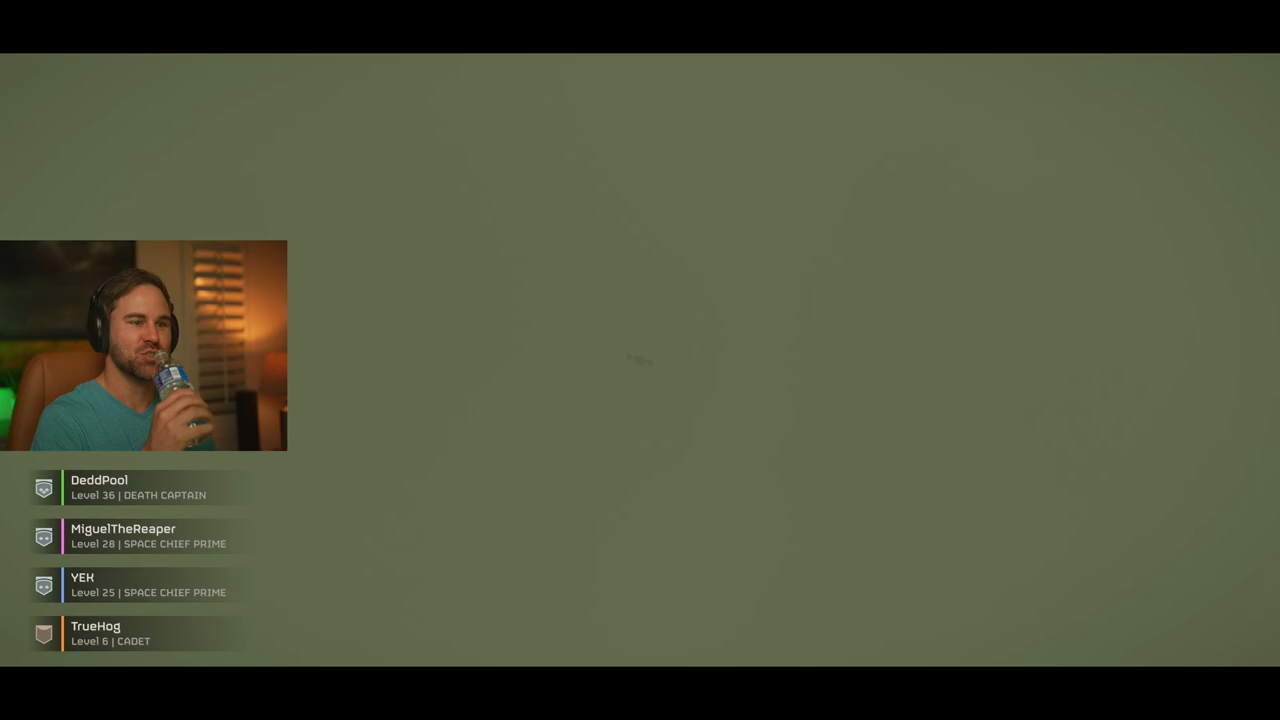 DeddPool
Level 36 | DEATH CAPTAIN
MiguelTheReaper
Level 28 | SPACE CHIEF PRIME
YEK
Level 25 | SPACE CHIEF PRIME
TrueHog
Level 6 | CADET